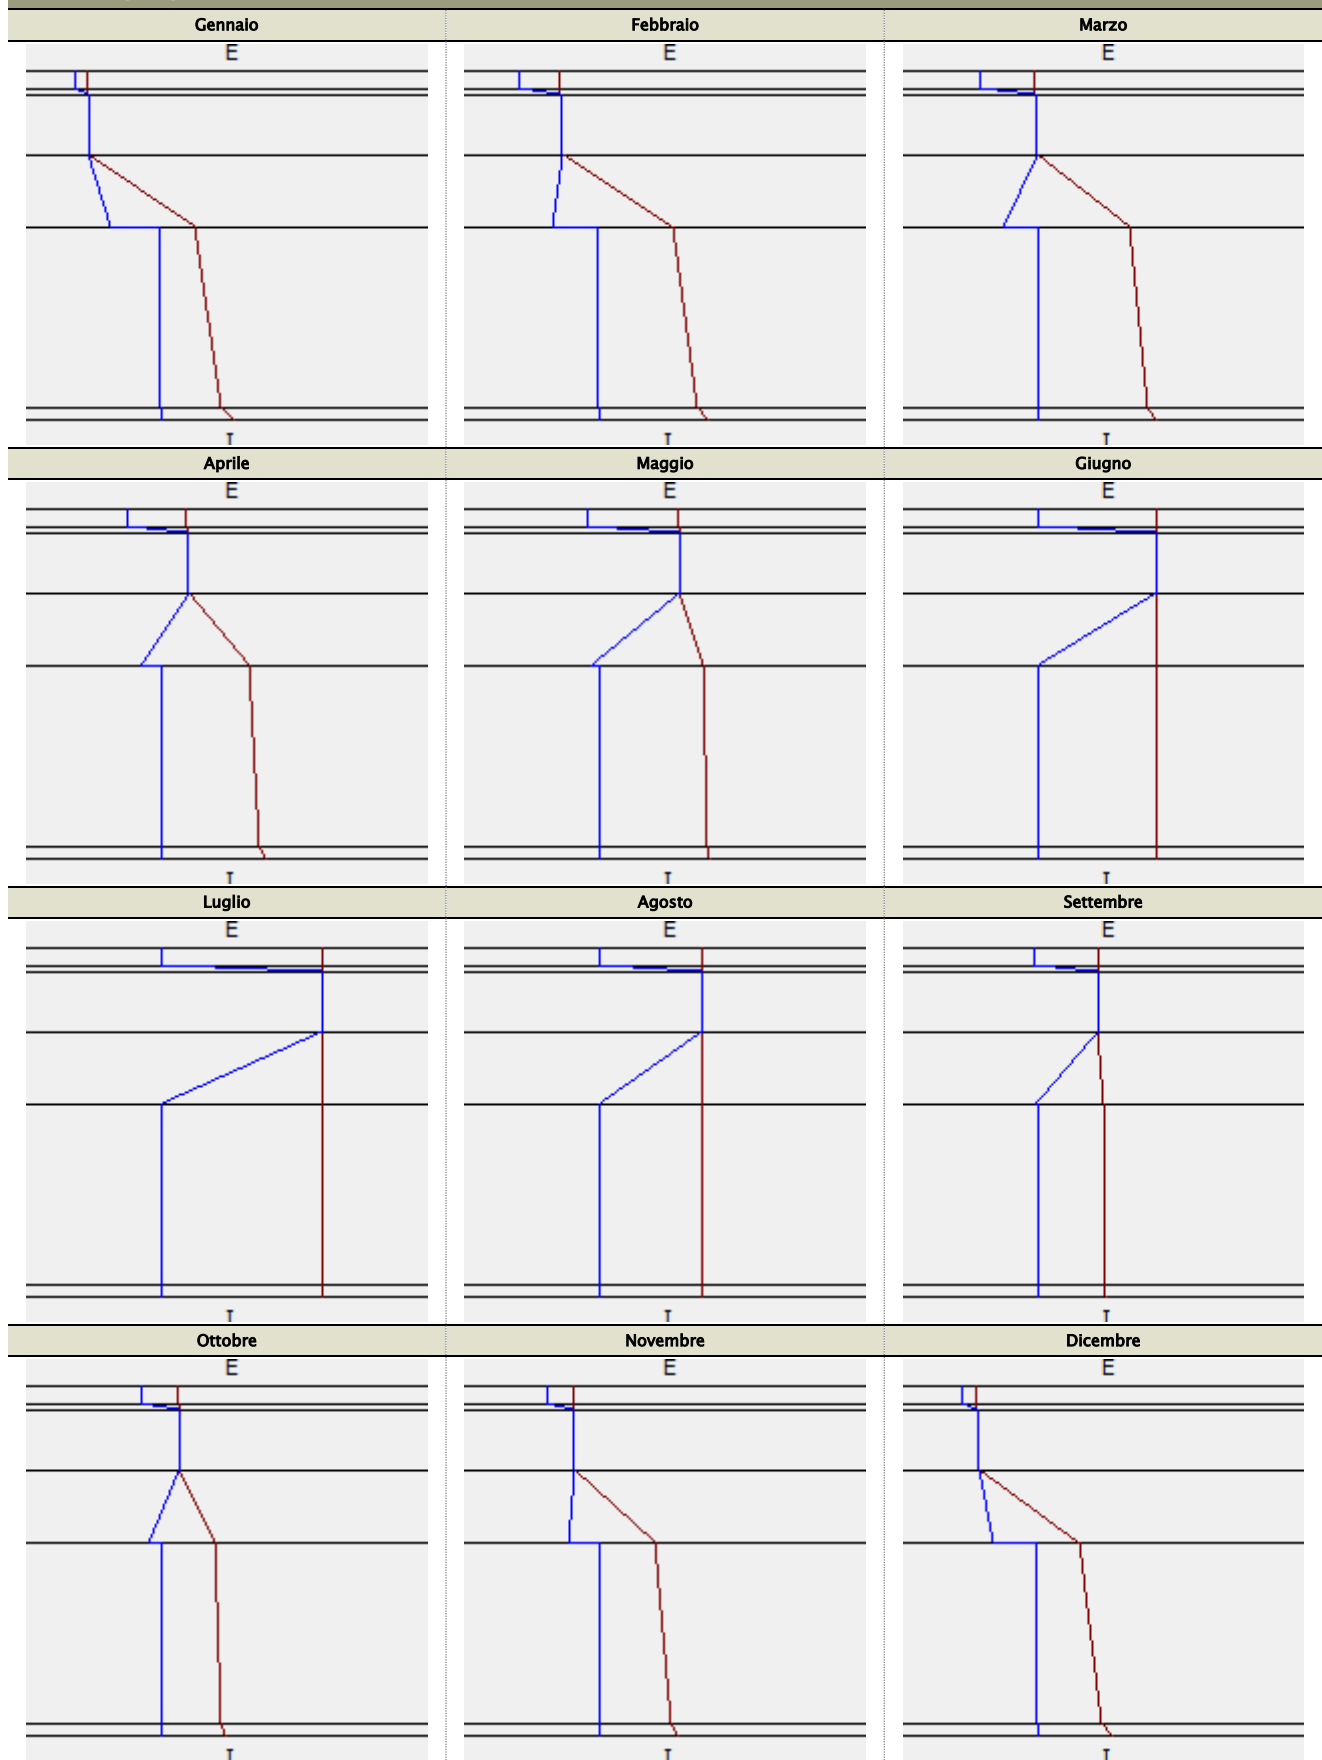 Gennaio Febbraio Marzo
E E E
I I I
Aprile Maggio Giugno
E E E
I I I
Luglio Agosto Settembre
E E E
I I I
Ottobre Novembre Dicembre
E E E
I I I